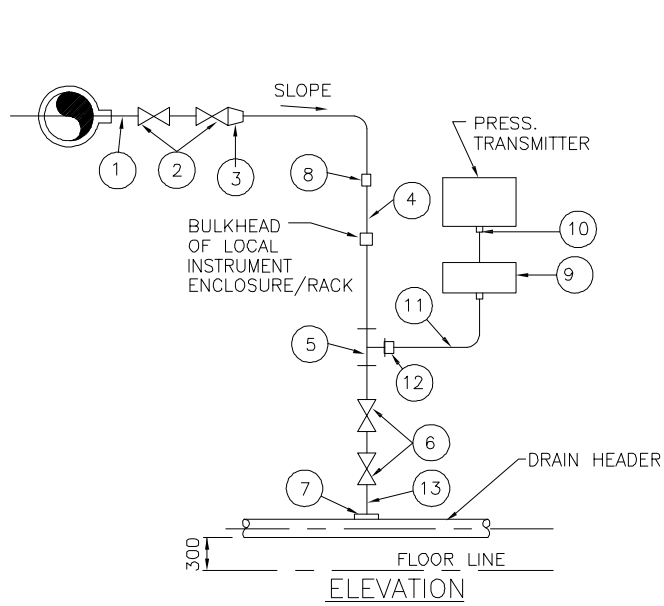 SLOPE
PRESS.
TRANSMITTER
1
2
3
8
4
10
BULKHEAD
OF LOCAL
INSTRUMENT
ENCLOSURE/RACK
9
11
5
12
6
DRAIN HEADER
7
13
300
FLOOR LINE
ELEVATION